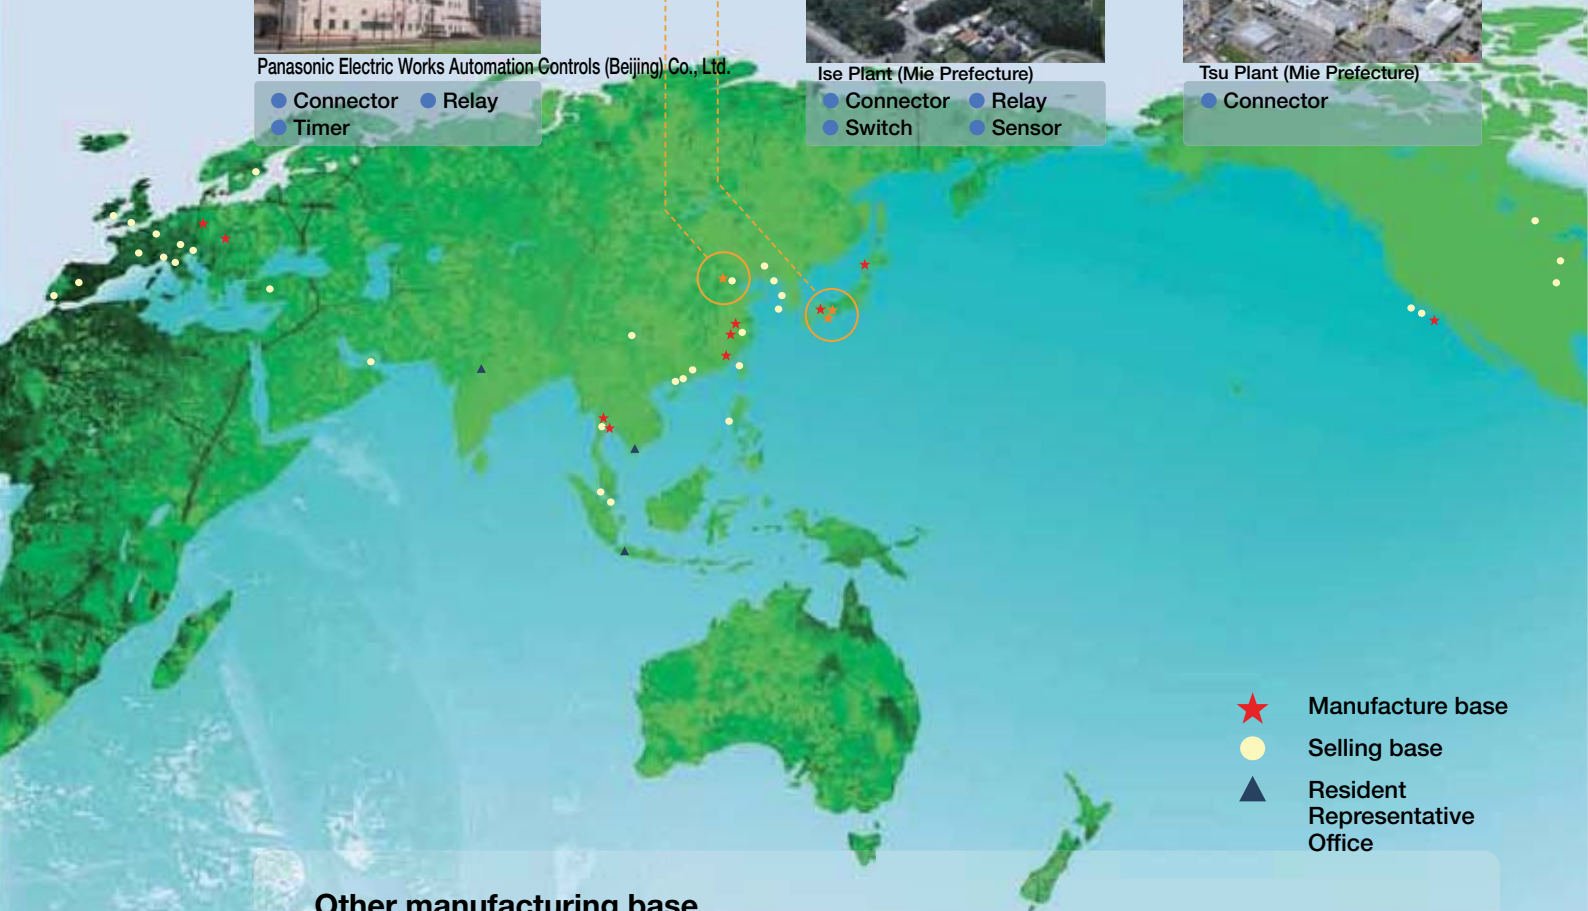 Panasonic Electric Works Automation Controls (Beijing) Co., Ltd.
Connector Relay
Timer
Ise Plant (Mie Prefecture)
Connector Relay
Switch Sensor
Tsu Plant (Mie Prefecture)
Connector
Manufacture base
Selling base
Resident
Representative
Office
Other manufacturing base